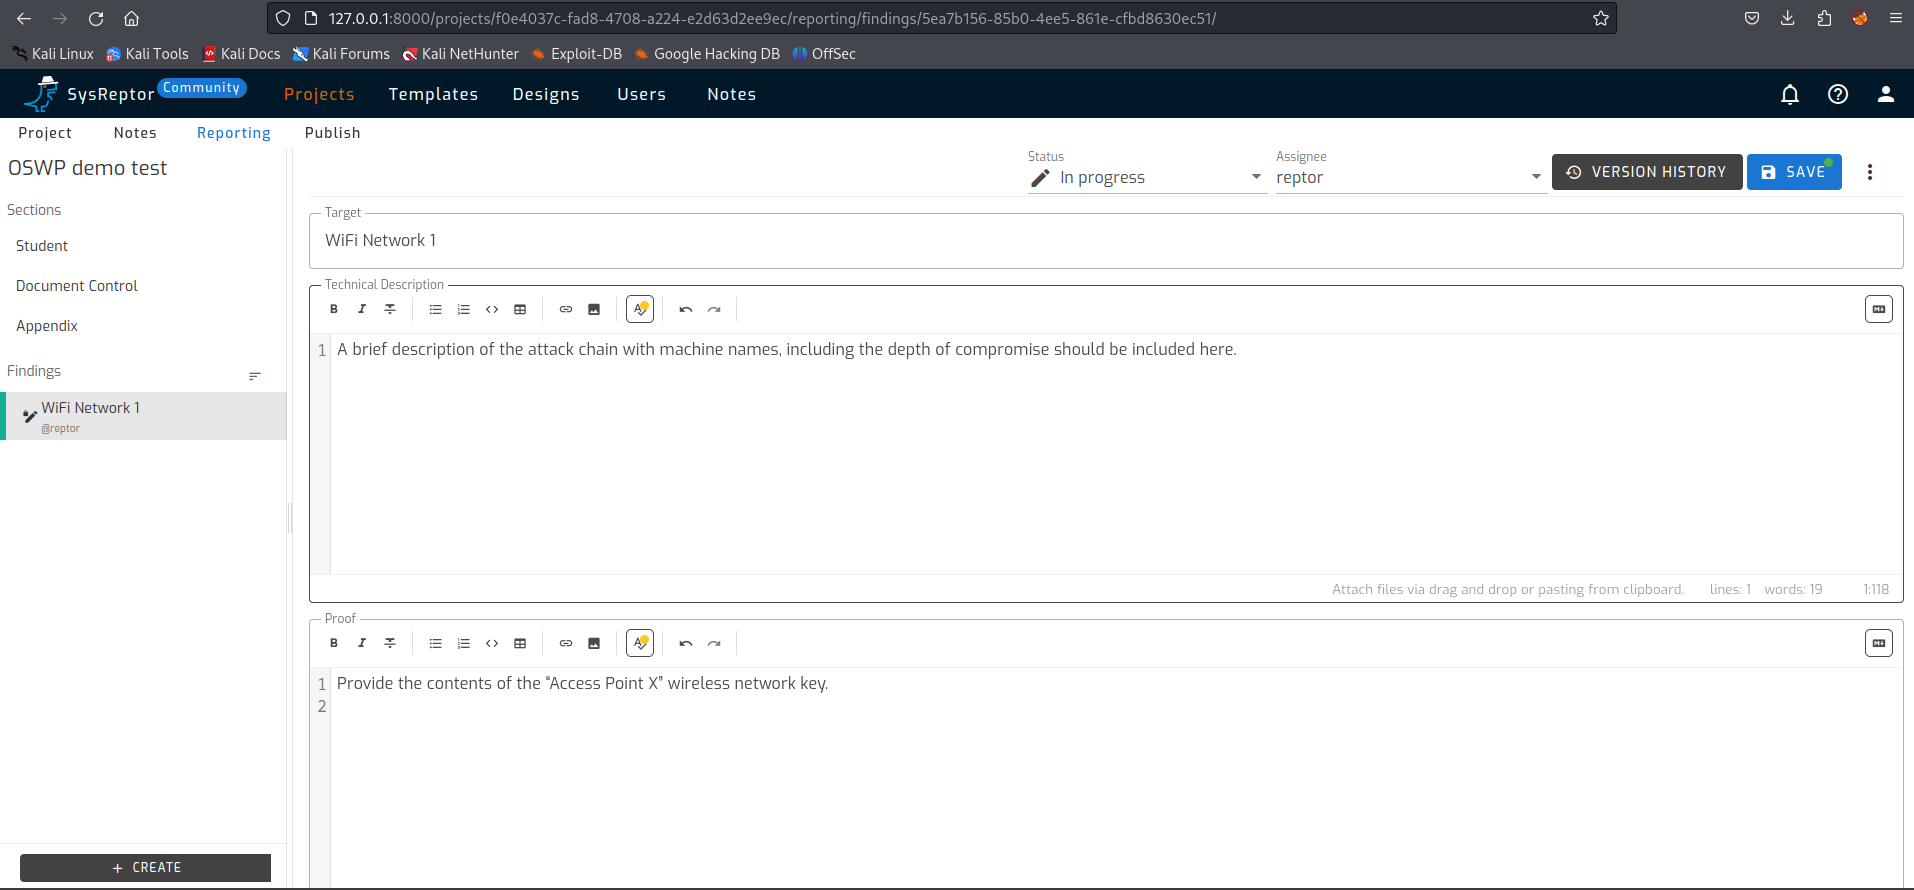 127.0.0.1:8000/projects/f0e4037c-fad8-4708-a224-e2d63d2ee9ec/reporting/findings/5ea7b156-85b0-4ee5-861e-cfbd8630ec51/
Kali Linux Kali Tools Kali Docs Kali Forums Kali NetHunter Exploit-DB Google Hacking DB OffSec
SysReptor Community Projects Templates Designs Users Notes
Project Notes Reporting Publish
OSWP demo test
Sections
Student
Document Control
Appendix
Findings
WiFi Network 1
@reptor
+ CREATE
Status
In progress
Assignee
reptor
VERSION HISTORY
SAVE
Target
WiFi Network 1
Technical Description
1 A brief description of the attack chain with machine names, including the depth of compromise should be included here.
Attach files via drag and drop or pasting from clipboard. lines: 1 words: 19 1:118
Proof
1 Provide the contents of the “Access Point X” wireless network key.
2